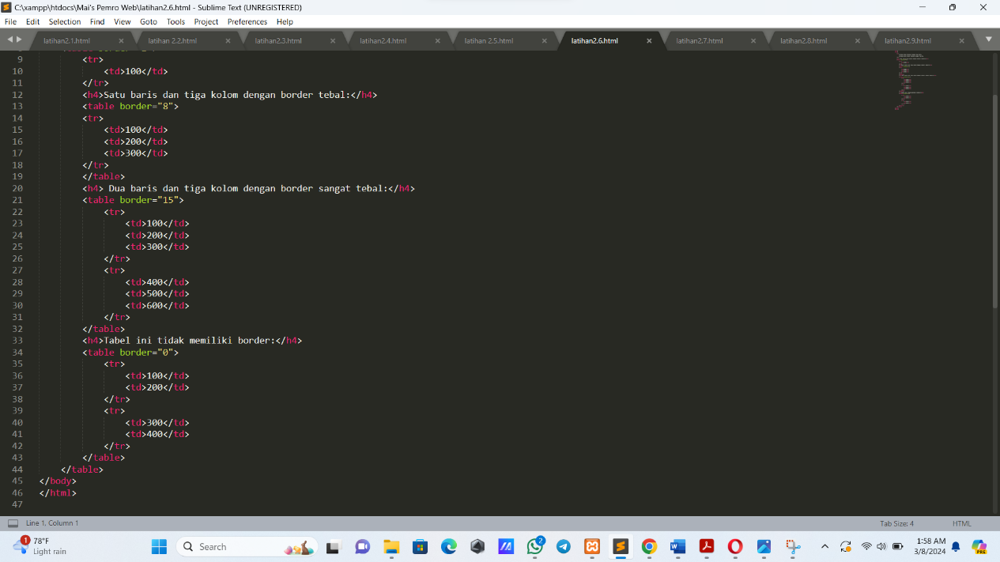 C:\xampp\htdocs\Mai's Pemro Web\latihan2.6.html - Sublime Text (UNREGISTERED)
File Edit Selection Find View Goto Tools Project Preferences Help
latihan2.1.html latihan 2.2.html latihan2.3.html latihan2.4.html latihan 2.5.html latihan2.6.html latihan2.7.html latihan2.8.html latihan2.9.html
9 <tr>
10 <td>100</td>
11 </tr>
12 <h4>Satu baris dan tiga kolom dengan border tebal:</h4>
13 <table border="8">
14 <tr>
15 <td>100</td>
16 <td>200</td>
17 <td>300</td>
18 </tr>
19 </table>
20 <h4> Dua baris dan tiga kolom dengan border sangat tebal:</h4>
21 <table border="15">
22 <tr>
23 <td>100</td>
24 <td>200</td>
25 <td>300</td>
26 </tr>
27 <tr>
28 <td>400</td>
29 <td>500</td>
30 <td>600</td>
31 </tr>
32 </table>
33 <h4>Tabel ini tidak memiliki border:</h4>
34 <table border="0">
35 <tr>
36 <td>100</td>
37 <td>200</td>
38 </tr>
39 <tr>
40 <td>300</td>
41 <td>400</td>
42 </tr>
43 </table>
44 </table>
45 </body>
46 </html>
47
Line 1, Column 1 Tab Size: 4 HTML
1 78°F
Light rain
Search
2
1:58 AM
3/8/2024
PRE